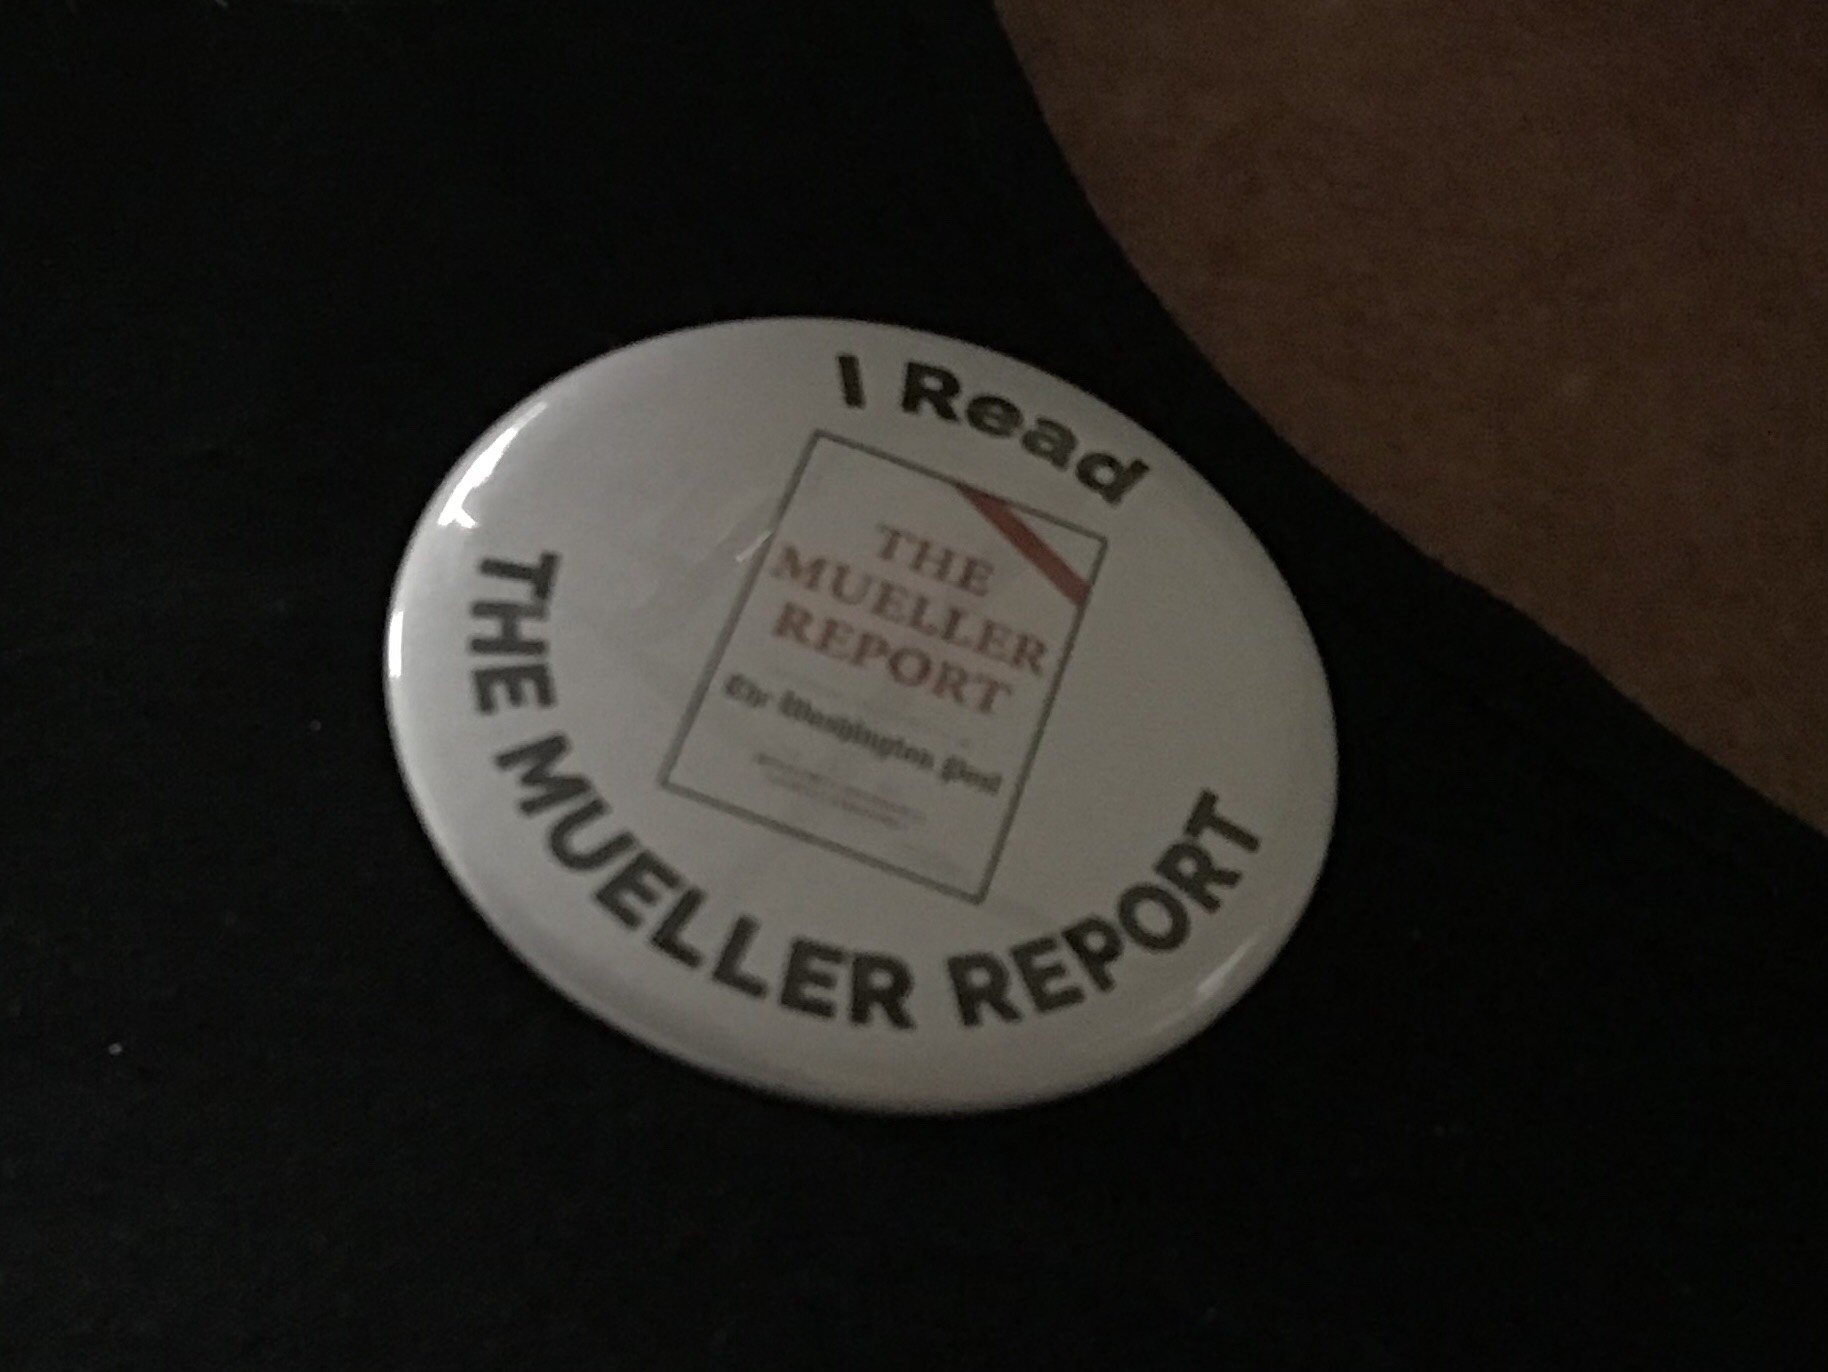 I Read
THE
MUELLER
REPORT
The Washington Post
THE MUELLER REPORT